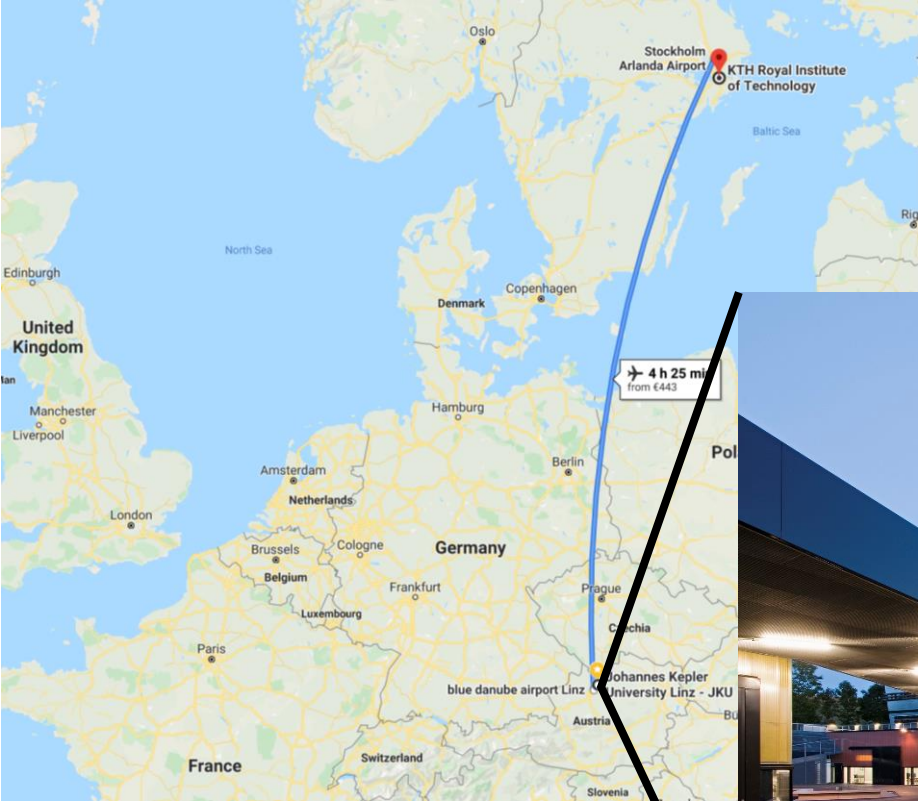 Oslo
Stockholm
Arlanda Airport
KTH Royal Institute
of Technology
Baltic Sea
North Sea
Edinburgh
Copenhagen
Denmark
United
Kingdom
4 h 25
from €443
Manchester
Liverpool
Hamburg
Berlin
Amsterdam
Netherlands
London
Brussels
Cologne
Germany
Belgium
Frankfurt
Luxembourg
Prague
Czechia
Paris
Johannes Kepler
University Linz - JKU
blue danube airport Linz
Austria
Switzerland
France
Slovenia